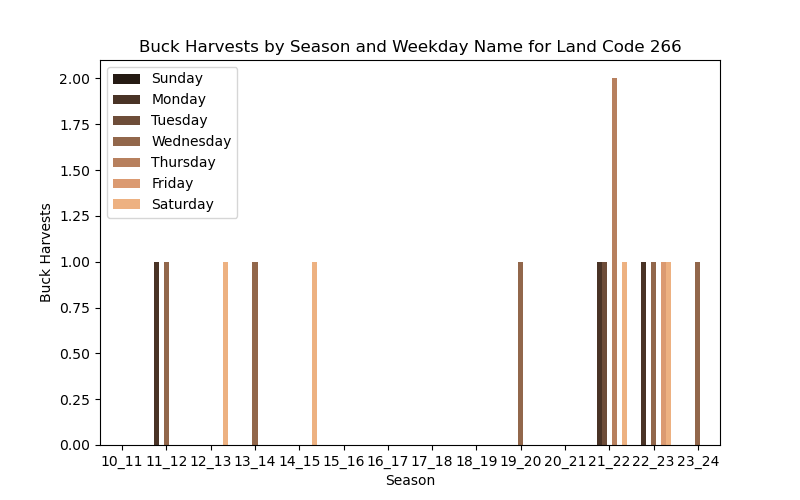 Buck Harvests by Season and Weekday Name for Land Code 266
2.00
1.75
1.50
1.25
1.00
0.75
0.50
0.25
0.00
Buck Harvests
Sunday
Monday
Tuesday
Wednesday
Thursday
Friday
Saturday
10_11 11_12 12_13 13_14 14_15 15_16 16_17 17_18 18_19 19_20 20_21 21_22 22_23 23_24
Season